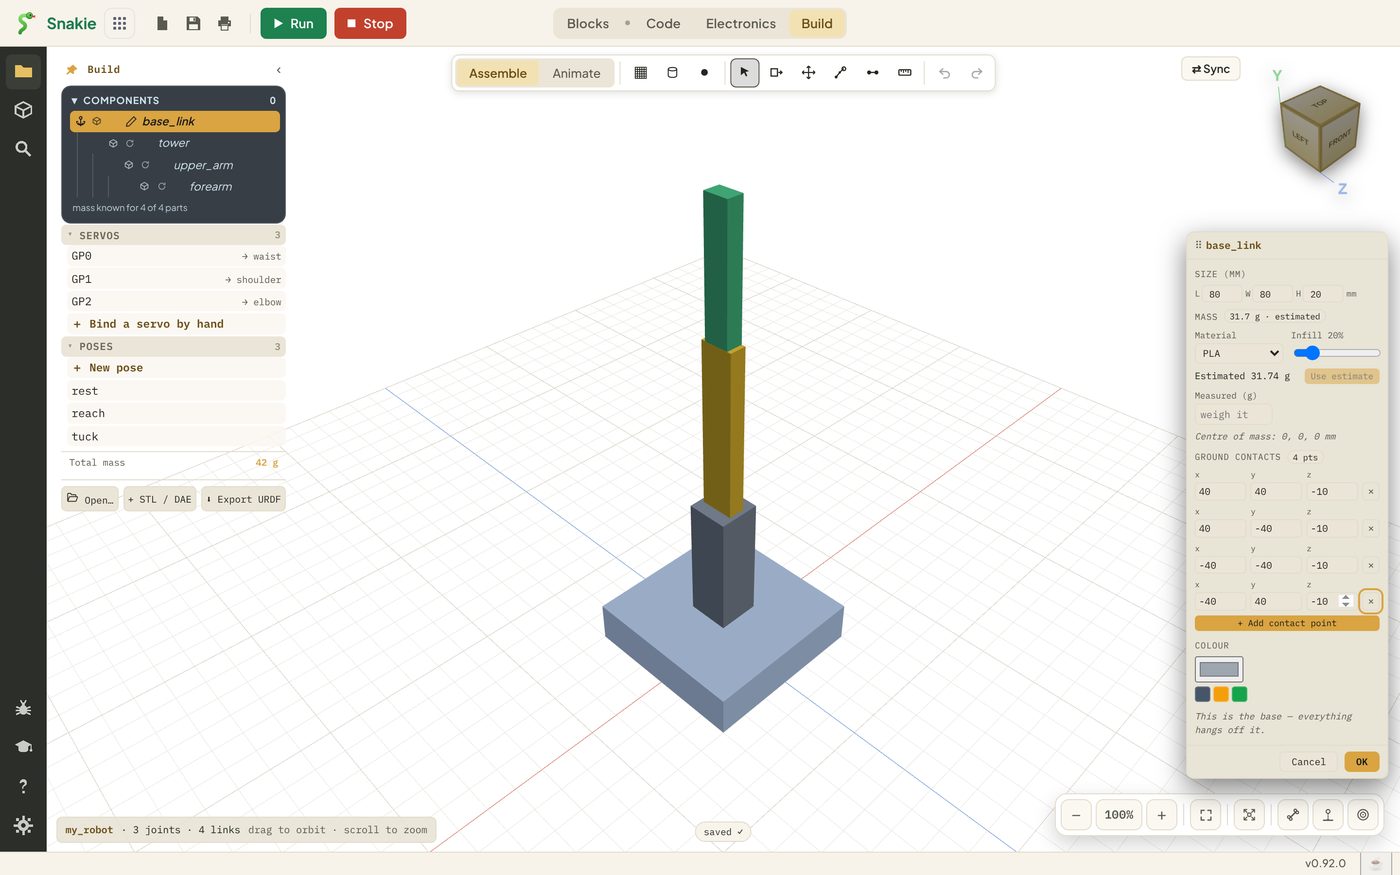 Snakie
Run
Stop
Blocks
Code
Electronics
Build
Build
COMPONENTS 0
base_link
tower
upper_arm
forearm
mass known for 4 of 4 parts
SERVOS 3
GP0 → waist
GP1 → shoulder
GP2 → elbow
+ Bind a servo by hand
POSES 3
+ New pose
rest
reach
tuck
Total mass 42 g
Open…
+ STL / DAE
Export URDF
Assemble
Animate
Sync
Y
TOP
LEFT
FRONT
Z
base_link
SIZE (MM)
L 80 W 80 H 20 mm
MASS 31.7 g · estimated
Material Infill 20%
PLA
Estimated 31.74 g Use estimate
Measured (g)
weigh it
Centre of mass: 0, 0, 0 mm
GROUND CONTACTS 4 pts
x y z
40 40 -10 ×
x y z
40 -40 -10 ×
x y z
-40 -40 -10 ×
x y z
-40 40 -10 ×
+ Add contact point
COLOUR
This is the base — everything
hangs off it.
Cancel OK
my_robot · 3 joints · 4 links drag to orbit · scroll to zoom
saved ✓
− 100% +
v0.92.0